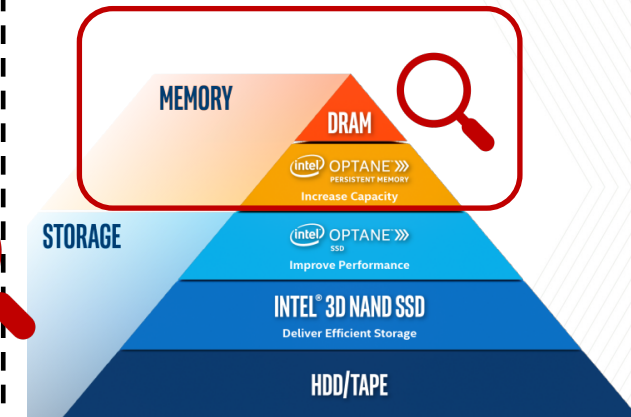 MEMORY
DRAM
intel OPTANE »»
PERSISTENT MEMORY
Increase Capacity
STORAGE
intel OPTANE »»
SSD
Improve Performance
INTEL® 3D NAND SSD
Deliver Efficient Storage
HDD/TAPE